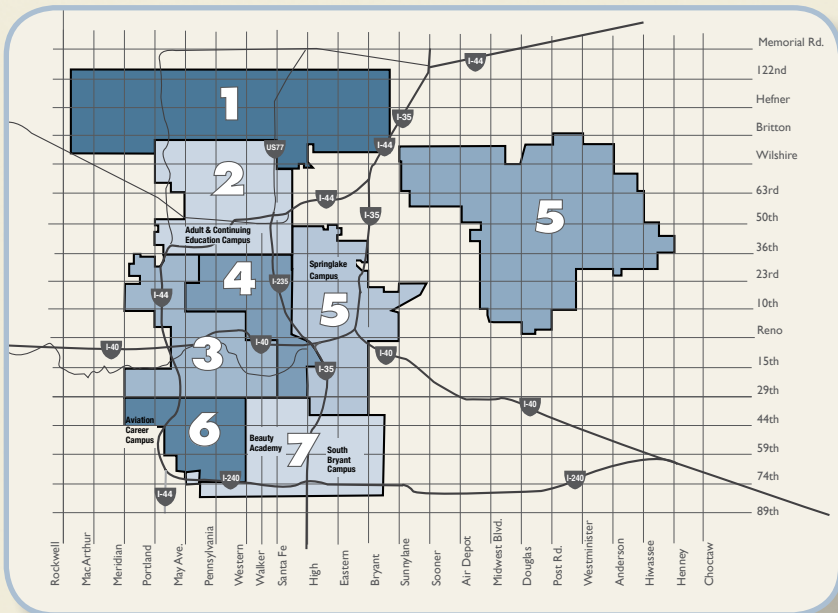 Memorial Rd.
I-44
122nd
1
Hefner
I-35
Britton
US77
I-44
Wilshire
2
63rd
I-44
5
50th
I-35
Adult & Continuing
Education Campus
36th
Springlake
Campus
4
23rd
I-235
I-44
5
10th
Reno
I-40
I-40
3
I-40
15th
I-35
29th
I-40
Aviation
Career
Campus
44th
6
Beauty
Academy
7
South
Bryant
Campus
59th
I-240
I-240
74th
I-44
89th
Rockwell
MacArthur
Meridian
Portland
May Ave.
Pennsylvania
Western
Walker
Santa Fe
High
Eastern
Bryant
Sunnylane
Sooner
Air Depot
Midwest Blvd.
Douglas
Post Rd.
Westminister
Anderson
Hiwassee
Henney
Choctaw